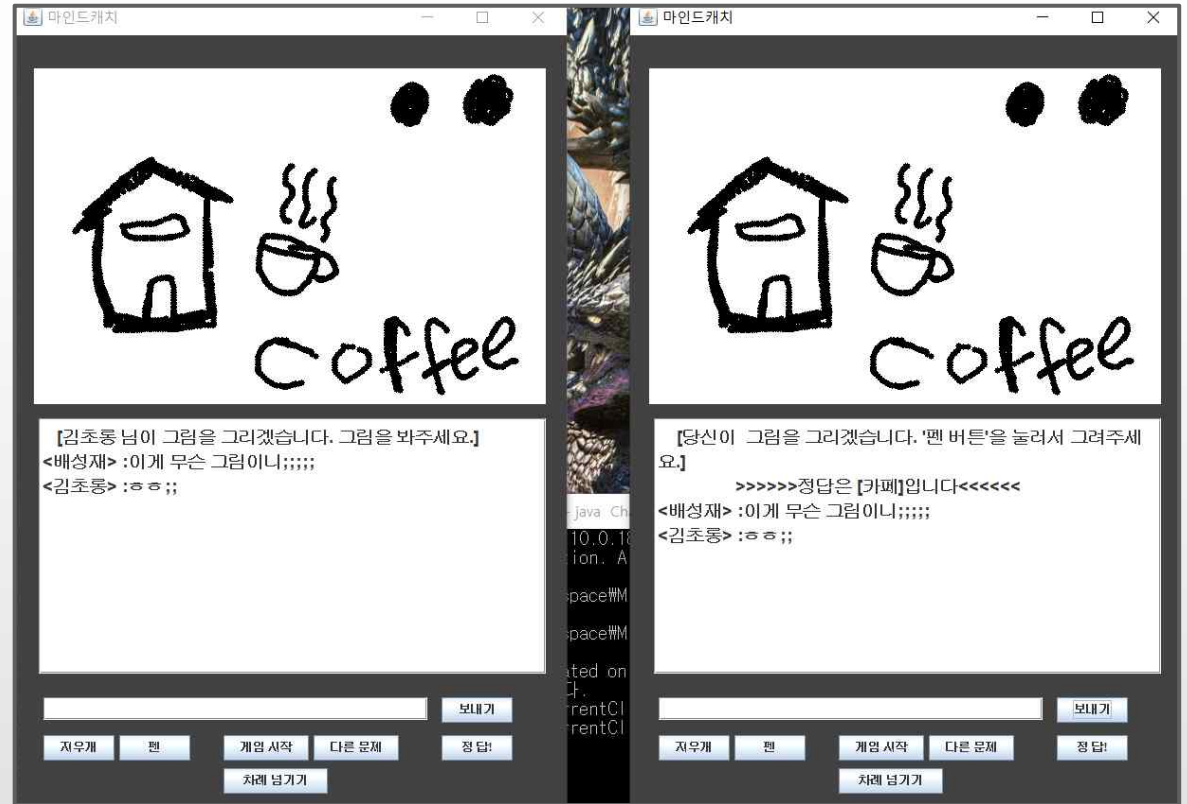 마인드캐치
coffee
[김초롱 님이 그림을 그리겠습니다. 그림을 봐주세요.]
<배성재> :이게 무슨 그림이니;;;;;
<김초롱> :ㅎㅎ;;
보내기
지우개 펜 게임 시작 다른 문제 정 답!
차례 넘기기
java Ch
10.0.18
ion. A
space₩M
space₩M
ated on
다.
rrentCl
rrentCl
마인드캐치
coffee
[당신이 그림을 그리겠습니다. '펜 버튼'을 눌러서 그려주세
요.]
>>>>>>정답은 [카페]입니다<<<<<<
<배성재> :이게 무슨 그림이니;;;;;
<김초롱> :ㅎㅎ;;
보내기
지우개 펜 게임 시작 다른 문제 정 답!
차례 넘기기